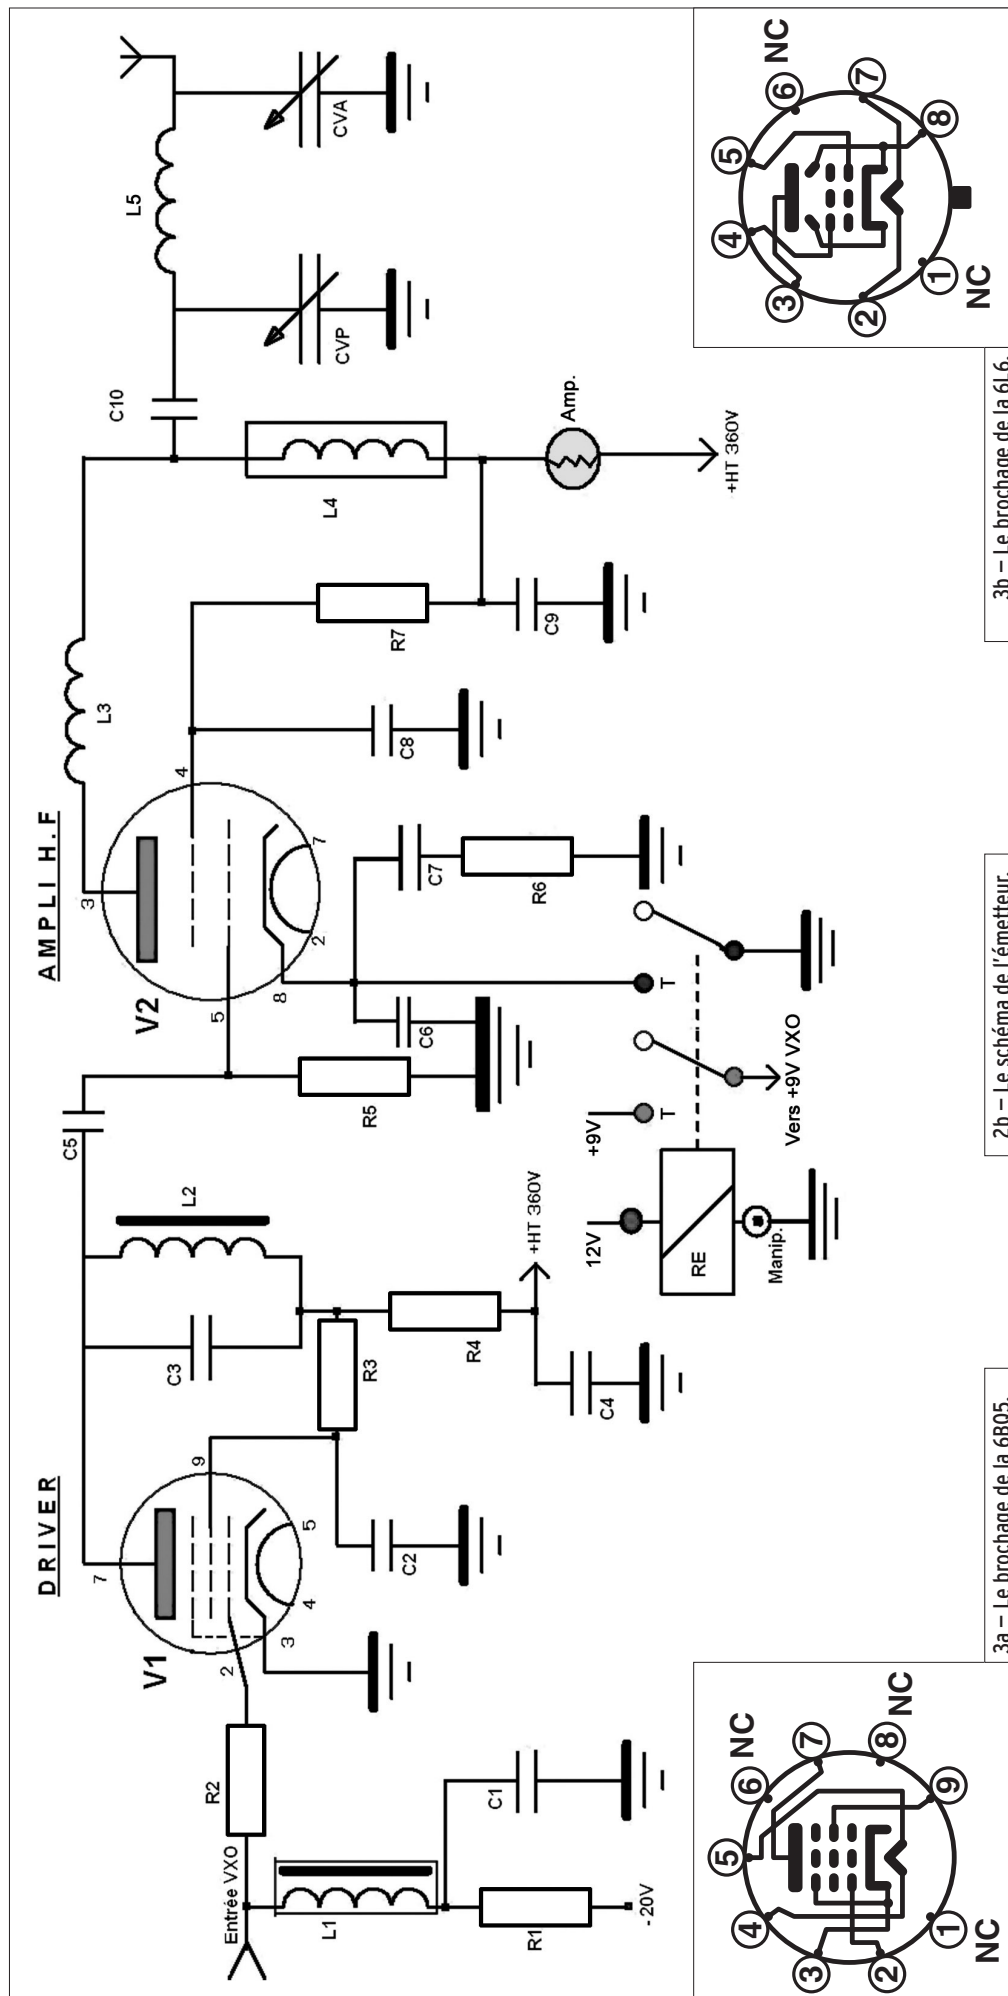 DRIVER
AMPLI H.F
V1
V2
Entrée VXO
L1
R1
-20V
C1
R2
2
3
4
5
7
9
C2
R3
C3
L2
R4
C4
+HT 360V
C5
R5
5
3
4
8
2
7
C6
C7
R6
C8
L3
R7
C9
L4
Amp.
+HT 360V
C10
CVP
L5
CVA
12V
RE
Manip.
+9V
T
Vers +9V VXO
T
1
2
3
4
5
6
7
8
9
NC
NC
NC
3a – Le brochage de la 6BQ5.
2b – Le schéma de l'émetteur.
1
2
3
4
5
6
7
8
NC
NC
3b – Le brochage de la 6L6.